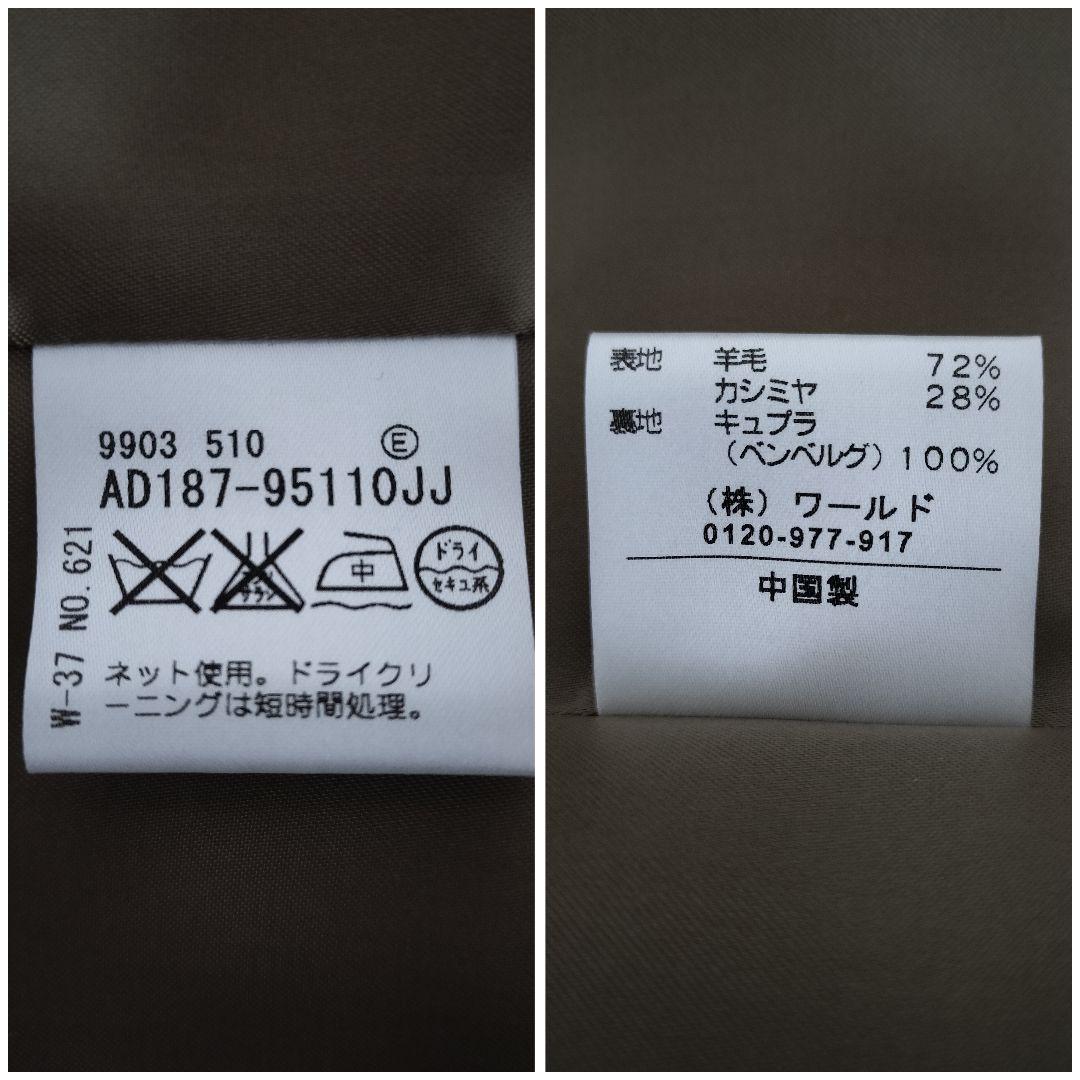 9903 510 Ⓔ
AD187-95110JJ
サラシ
中
ドライ
セキユ系
ネット使用。ドライクリ
ーニングは短時間処理。
W-37 NO.621
表地 羊毛 72%
カシミヤ 28%
裏地 キュプラ
(ベンベルグ) 100%
(株) ワールド
0120-977-917
中国製